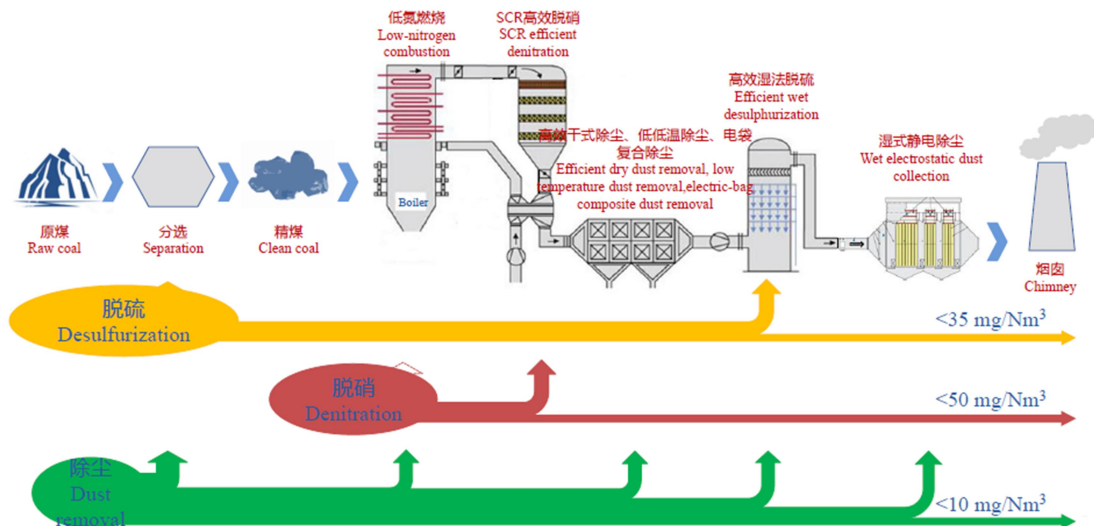 低氮燃烧
Low-nitrogen
combustion
SCR高效脱硝
SCR efficient
denitration
高效湿法脱硫
Efficient wet
desulphurization
高效干式除尘、低低温除尘、电袋
复合除尘
Efficient dry dust removal, low
temperature dust removal,electric-bag
composite dust removal
湿式静电除尘
Wet electrostatic dust
collection
Boiler
原煤
Raw coal
分选
Separation
精煤
Clean coal
烟囱
Chimney
脱硫
Desulfurization
<35 mg/Nm³
脱硝
Denitration
<50 mg/Nm³
除尘
Dust
removal
<10 mg/Nm³